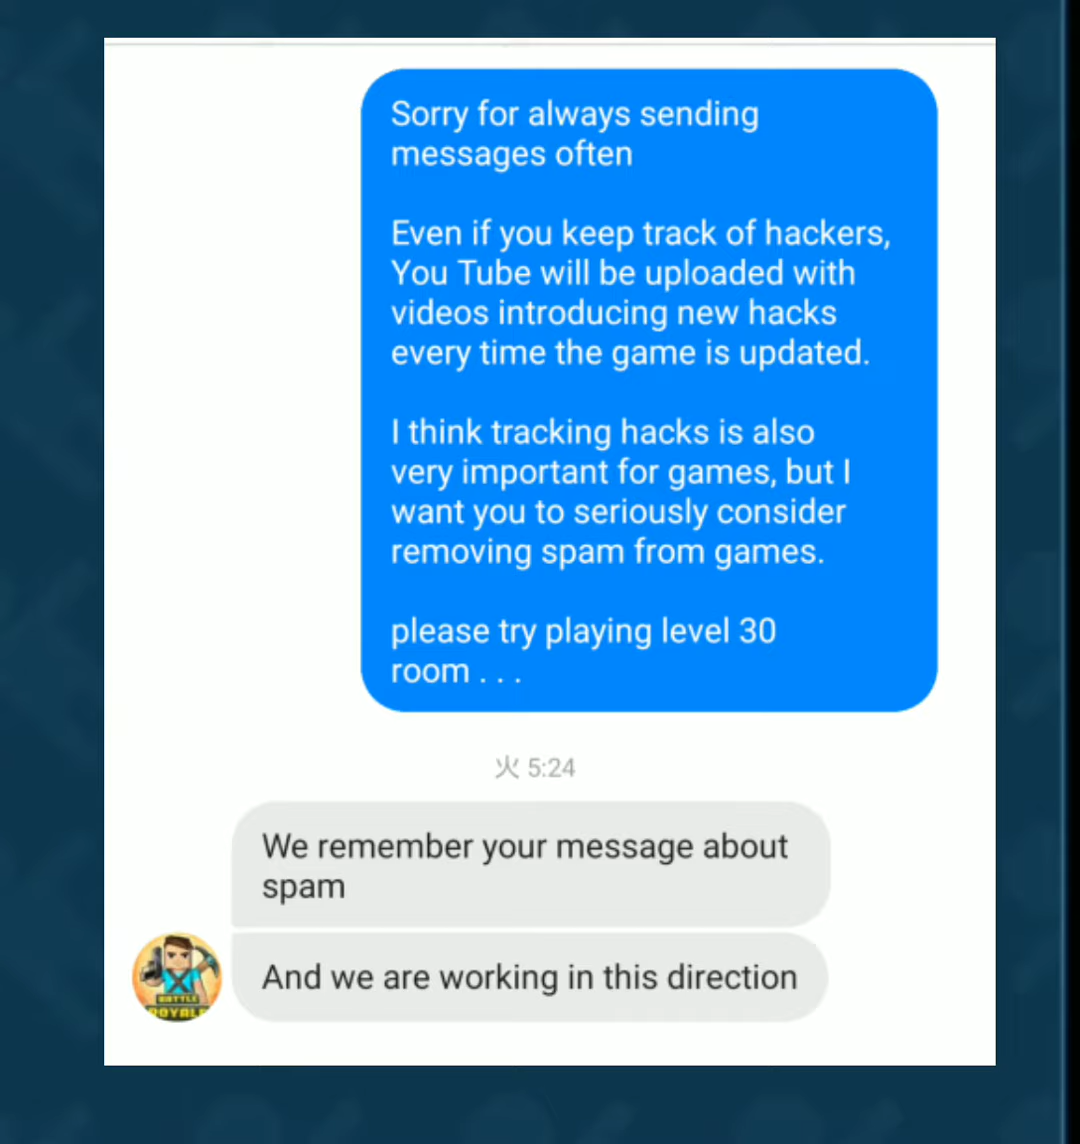 Sorry for always sending
messages often
Even if you keep track of hackers,
You Tube will be uploaded with
videos introducing new hacks
every time the game is updated.
I think tracking hacks is also
very important for games, but I
want you to seriously consider
removing spam from games.
please try playing level 30
room . . .
火 5:24
We remember your message about
spam
And we are working in this direction
BATTLE
ROYALE